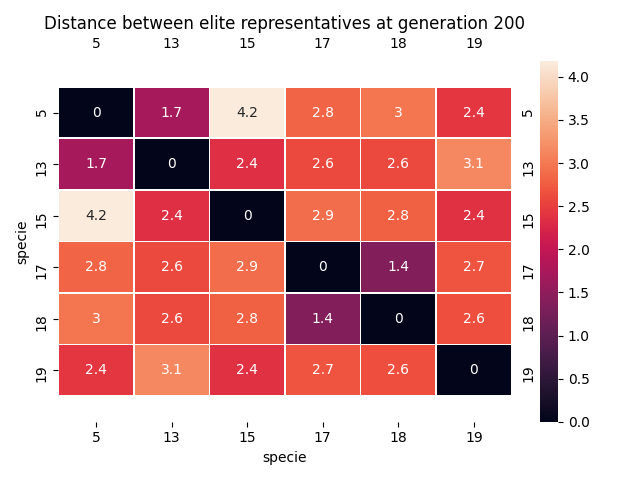 Distance between elite representatives at generation 200
5 13 15 17 18 19
5 0 1.7 4.2 2.8 3 2.4 5
13 1.7 0 2.4 2.6 2.6 3.1 13
15 4.2 2.4 0 2.9 2.8 2.4 15
17 2.8 2.6 2.9 0 1.4 2.7 17
18 3 2.6 2.8 1.4 0 2.6 18
19 2.4 3.1 2.4 2.7 2.6 0 19
5 13 15 17 18 19
specie
specie
4.0
3.5
3.0
2.5
2.0
1.5
1.0
0.5
0.0